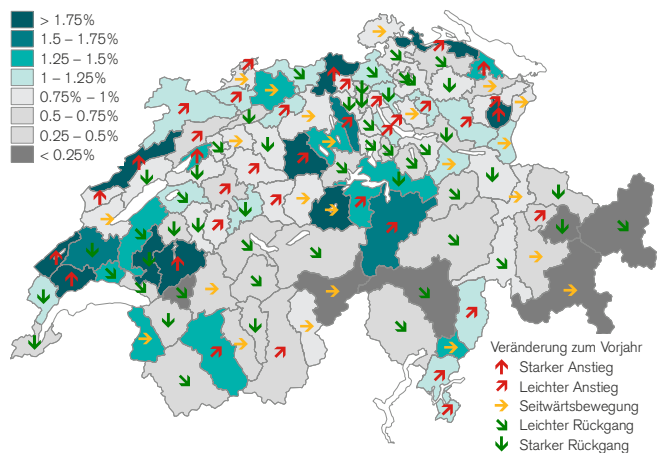 > 1.75%
1.5 – 1.75%
1.25 – 1.5%
1 – 1.25%
0.75% – 1%
0.5 – 0.75%
0.25 – 0.5%
< 0.25%
Veränderung zum Vorjahr
Starker Anstieg
Leichter Anstieg
Seitwärtsbewegung
Leichter Rückgang
Starker Rückgang